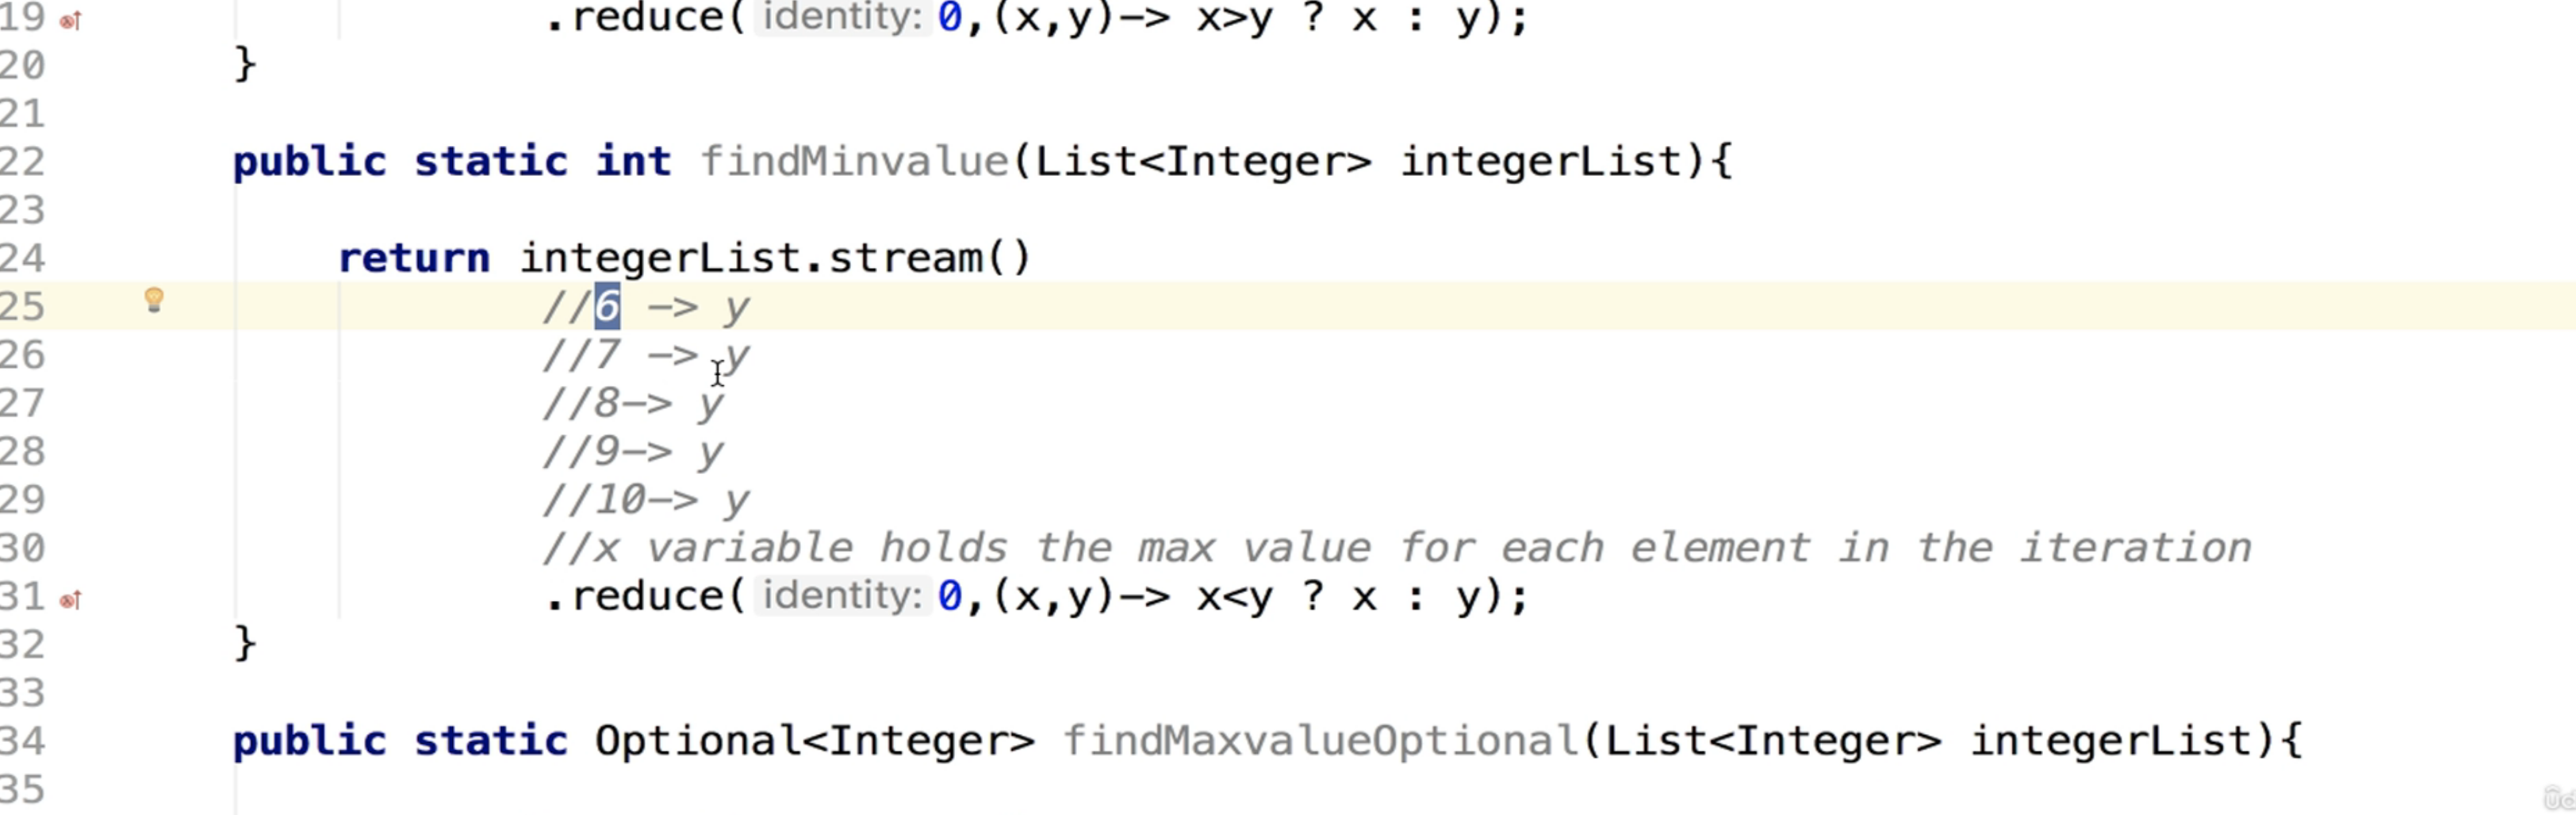 19 .reduce( identity: 0,(x,y)-> x>y ? x : y);
20 }
21
22 public static int findMinvalue(List<Integer> integerList){
23
24 return integerList.stream()
25 //6 -> y
26 //7 -> y
27 //8-> y
28 //9-> y
29 //10-> y
30 //x variable holds the max value for each element in the iteration
31 .reduce( identity: 0,(x,y)-> x<y ? x : y);
32 }
33
34 public static Optional<Integer> findMaxvalueOptional(List<Integer> integerList){
35